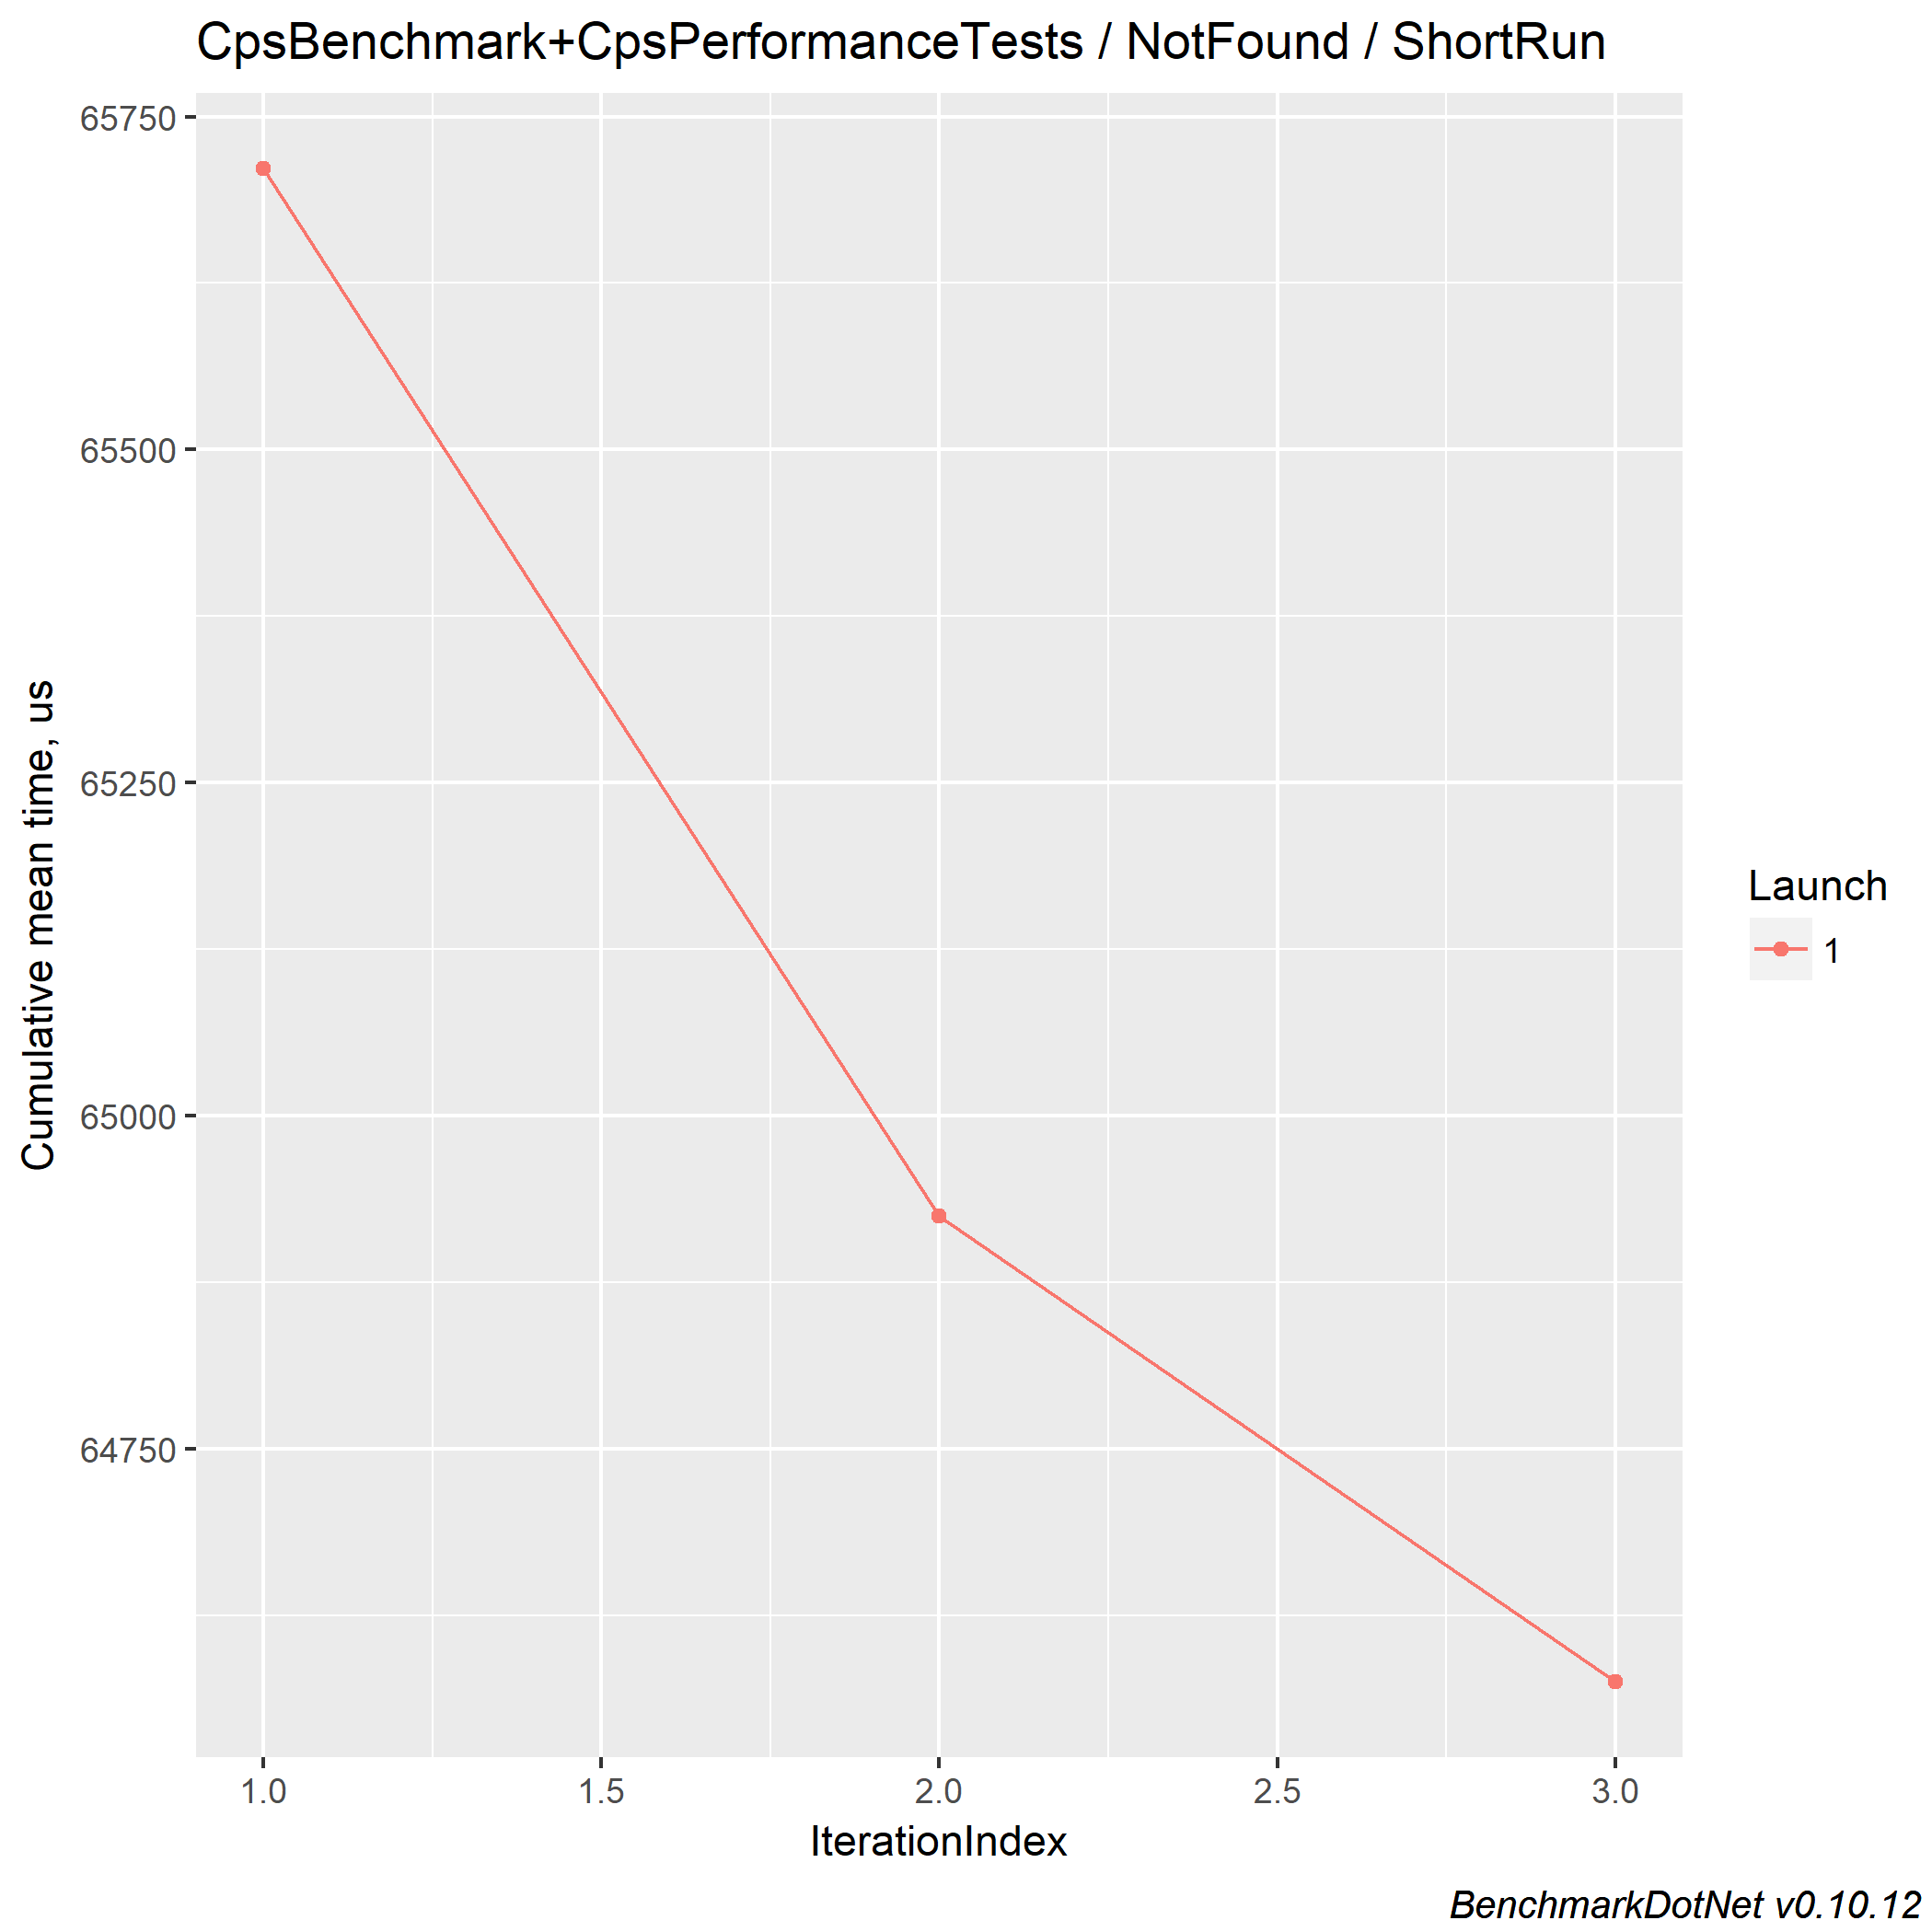 CpsBenchmark+CpsPerformanceTests / NotFound / ShortRun
65750
65500
65250
65000
64750
Cumulative mean time, us
1.0 1.5 2.0 2.5 3.0
IterationIndex
Launch
1
BenchmarkDotNet v0.10.12